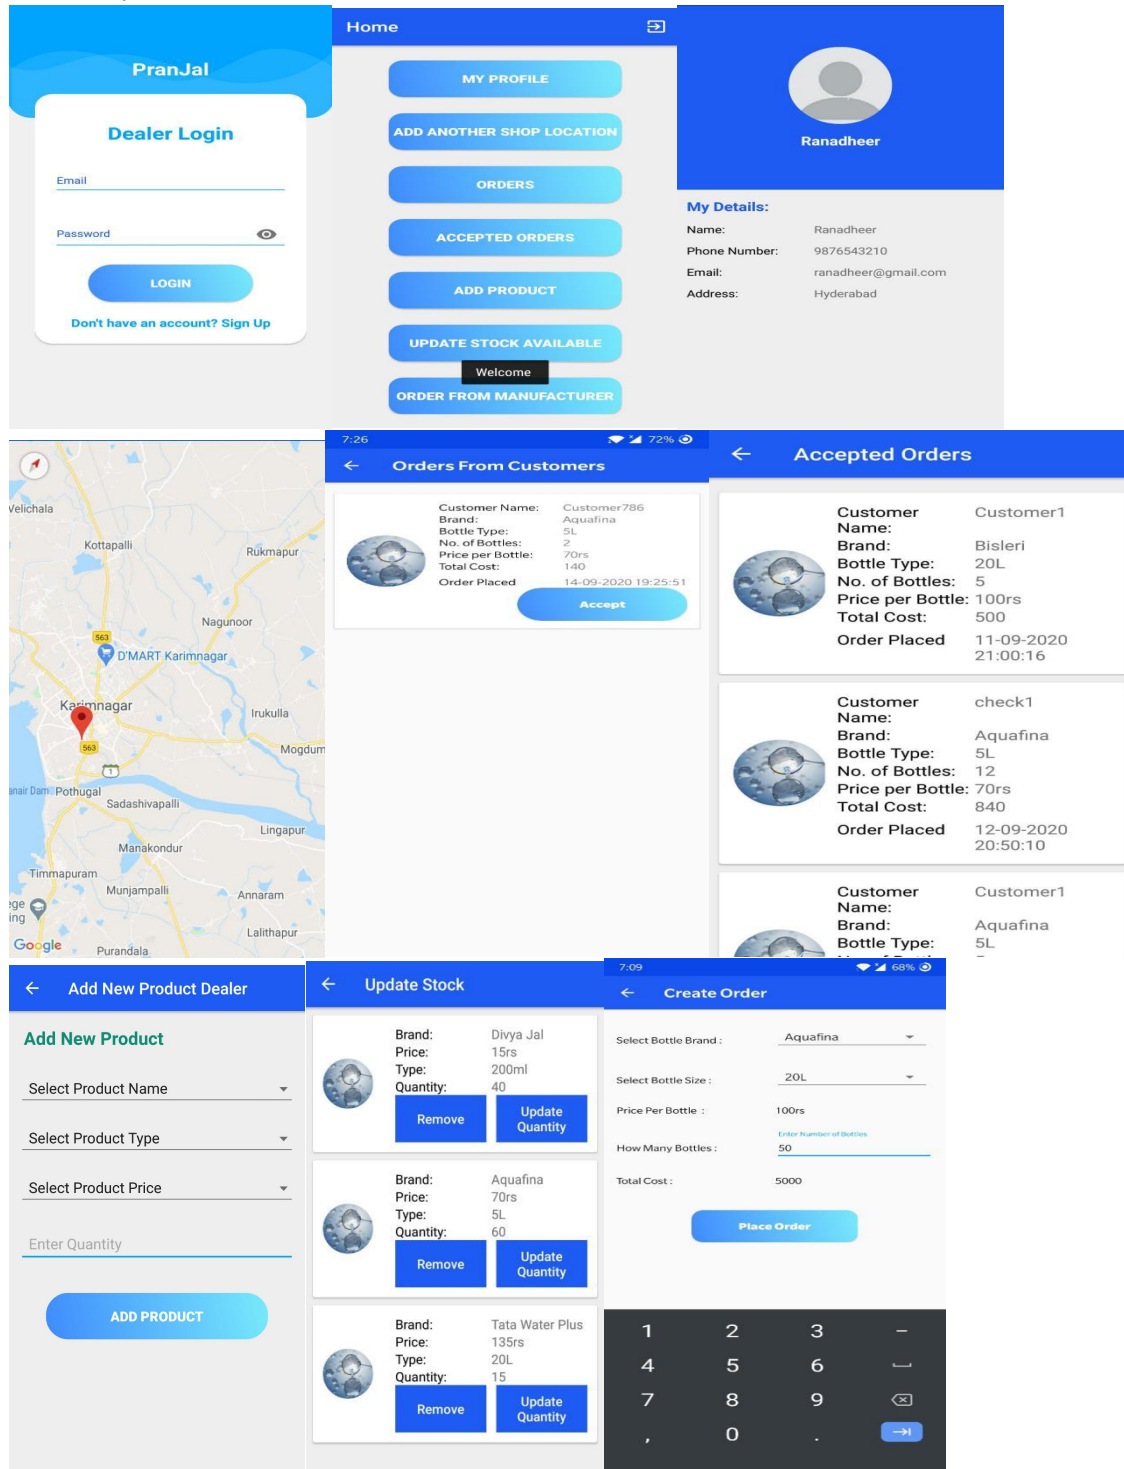 PranJal
Dealer Login
Email
Password
LOGIN
Don't have an account? Sign Up
Home
MY PROFILE
ADD ANOTHER SHOP LOCATION
ORDERS
ACCEPTED ORDERS
ADD PRODUCT
UPDATE STOCK AVAILABLE
Welcome
ORDER FROM MANUFACTURER
Ranadheer
My Details:
Name: Ranadheer
Phone Number: 9876543210
Email: ranadheer@gmail.com
Address: Hyderabad
Velichala
Kottapalli
Rukmapur
Nagunoor
563
D'MART Karimnagar
Karimnagar
Irukulla
563
Mogdum
1
anair Dam Pothugal
Sadashivapalli
Lingapur
Manakondur
Timmapuram
Munjampalli
Annaram
ege
ing
Lalithapur
Google
Purandala
7:26 72%
Orders From Customers
Customer Name: Customer786
Brand: Aquafina
Bottle Type: 5L
No. of Bottles: 2
Price per Bottle: 70rs
Total Cost: 140
Order Placed 14-09-2020 19:25:51
Accept
Accepted Orders
Customer Customer1
Name:
Brand: Bisleri
Bottle Type: 20L
No. of Bottles: 5
Price per Bottle: 100rs
Total Cost: 500
Order Placed 11-09-2020
21:00:16
Customer check1
Name:
Brand: Aquafina
Bottle Type: 5L
No. of Bottles: 12
Price per Bottle: 70rs
Total Cost: 840
Order Placed 12-09-2020
20:50:10
Customer Customer1
Name:
Brand: Aquafina
Bottle Type: 5L
Add New Product Dealer
Add New Product
Select Product Name
Select Product Type
Select Product Price
Enter Quantity
ADD PRODUCT
Update Stock
Brand: Divya Jal
Price: 15rs
Type: 200ml
Quantity: 40
Remove Update
Quantity
Brand: Aquafina
Price: 70rs
Type: 5L
Quantity: 60
Remove Update
Quantity
Brand: Tata Water Plus
Price: 135rs
Type: 20L
Quantity: 15
Remove Update
Quantity
7:09 68%
Create Order
Select Bottle Brand : Aquafina
Select Bottle Size : 20L
Price Per Bottle : 100rs
Enter Number of Bottles
How Many Bottles : 50
Total Cost : 5000
Place Order
1 2 3 -
4 5 6
7 8 9
, 0 .